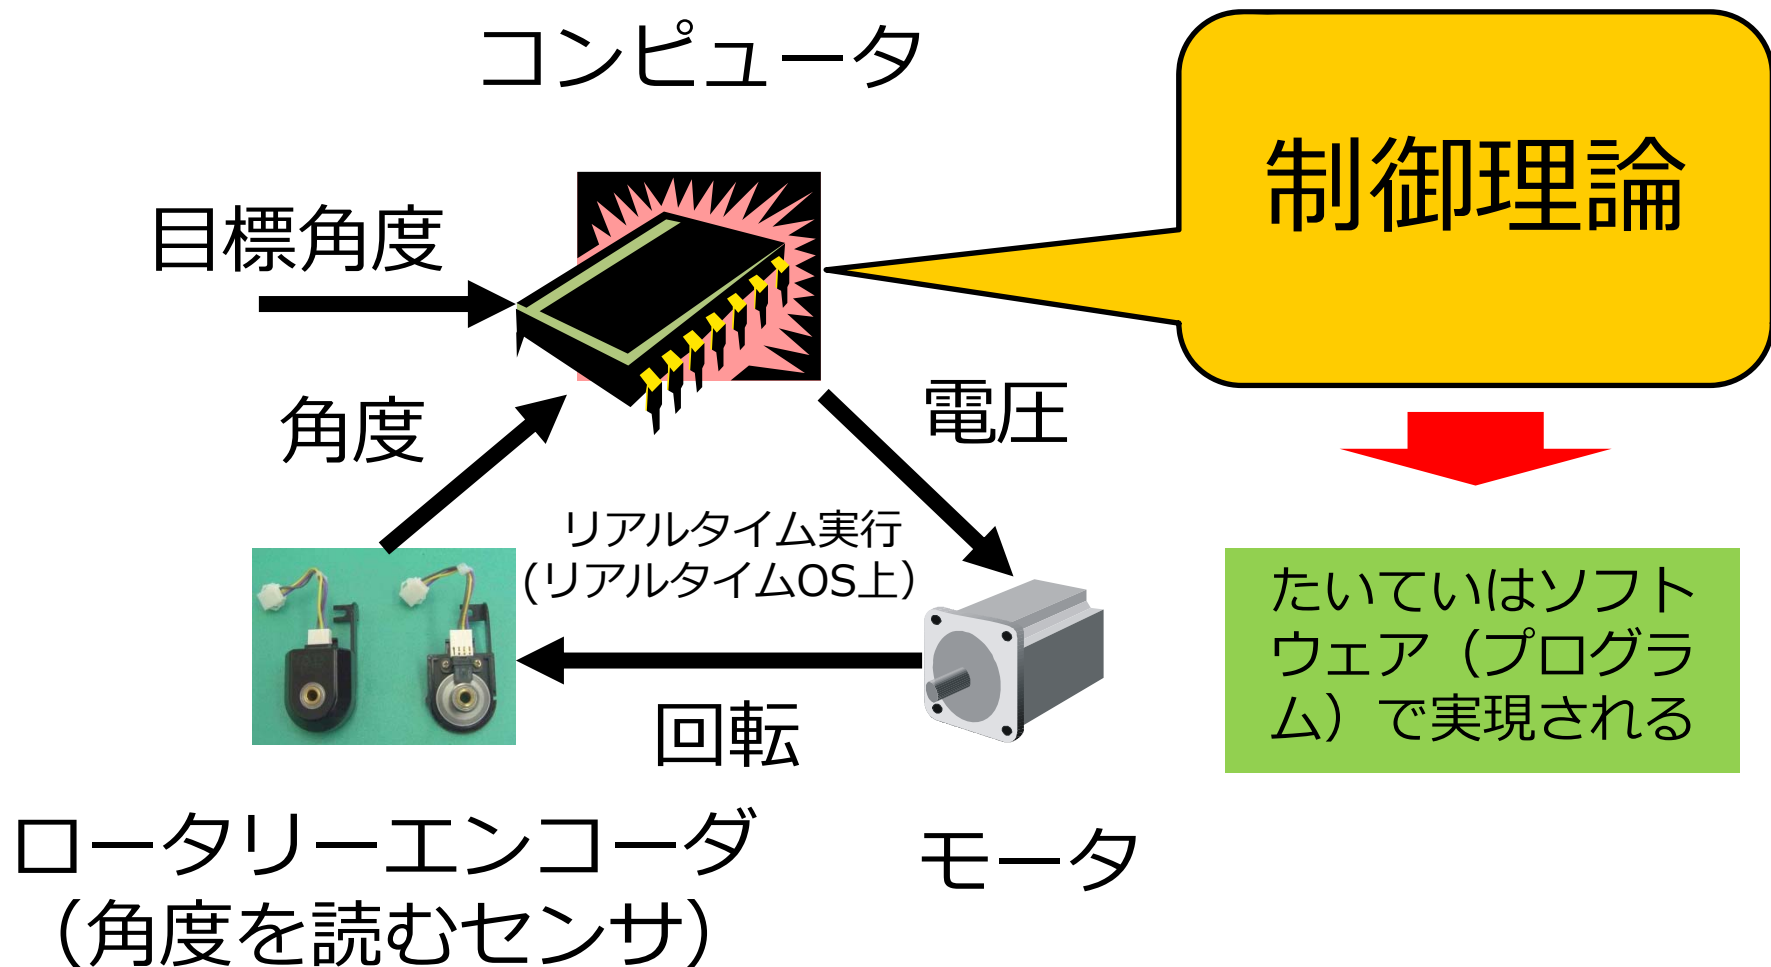 コンピュータ
制御理論
目標角度
角度
電圧
リアルタイム実行
(リアルタイムOS上）
たいていはソフト
ウェア（プログラ
ム）で実現される
回転
ロータリーエンコーダ
（角度を読むセンサ）
モータ